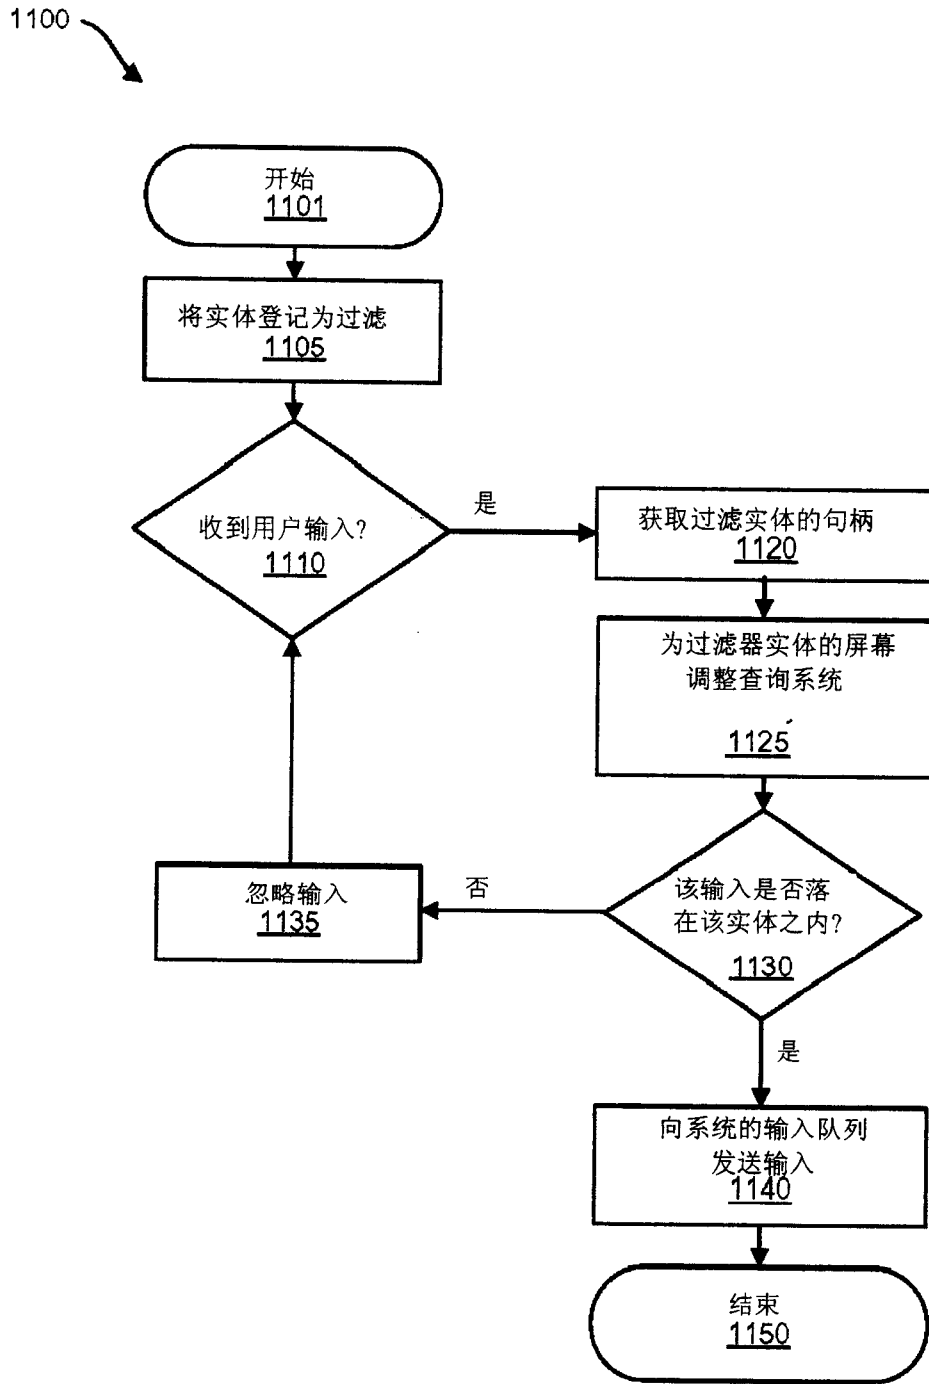 1100
开始
1101
将实体登记为过滤
1105
收到用户输入?
1110
是
获取过滤实体的句柄
1120
为过滤器实体的屏幕
调整查询系统
1125
该输入是否落
在该实体之内?
1130
否
忽略输入
1135
是
向系统的输入队列
发送输入
1140
结束
1150